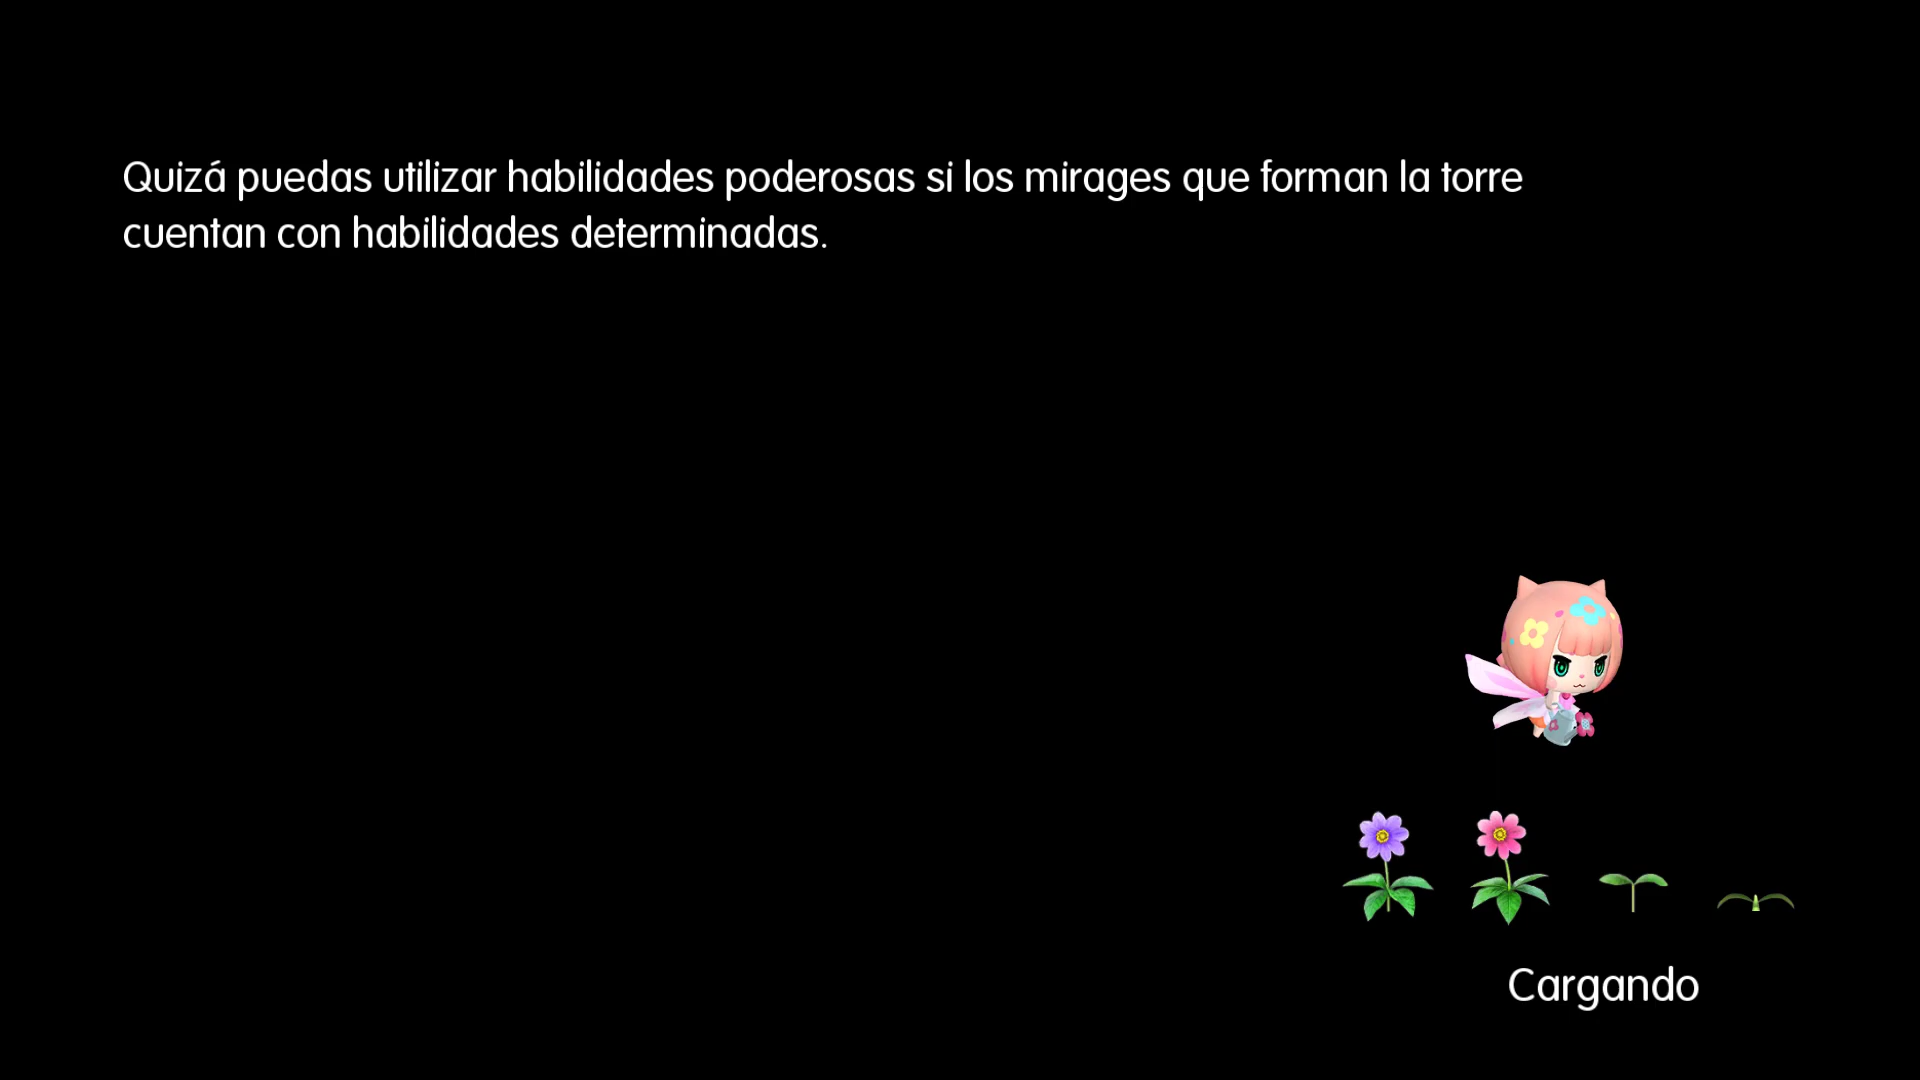 Quizá puedas utilizar habilidades poderosas si los mirages que forman la torre
cuentan con habilidades determinadas.
Cargando